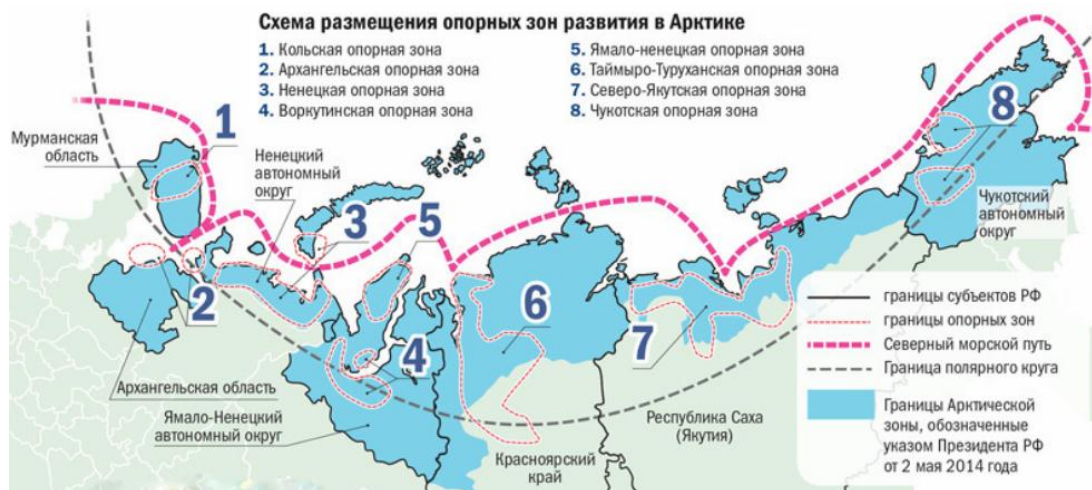 Схема размещения опорных зон развития в Арктике
1. Кольская опорная зона
2. Архангельская опорная зона
3. Ненецкая опорная зона
4. Воркутинская опорная зона
5. Ямало-ненецкая опорная зона
6. Таймыро-Туруханская опорная зона
7. Северо-Якутская опорная зона
8. Чукотская опорная зона
1
Мурманская
область
Ненецкий
автономный
округ
3
5
8
Чукотский
автономный
округ
2
6
7
4
Архангельская область
Ямало-Ненецкий
автономный округ
Красноярский
край
Республика Саха
(Якутия)
границы субъектов РФ
границы опорных зон
Северный морской путь
Граница полярного круга
Границы Арктической
зоны, обозначенные
указом Президента РФ
от 2 мая 2014 года